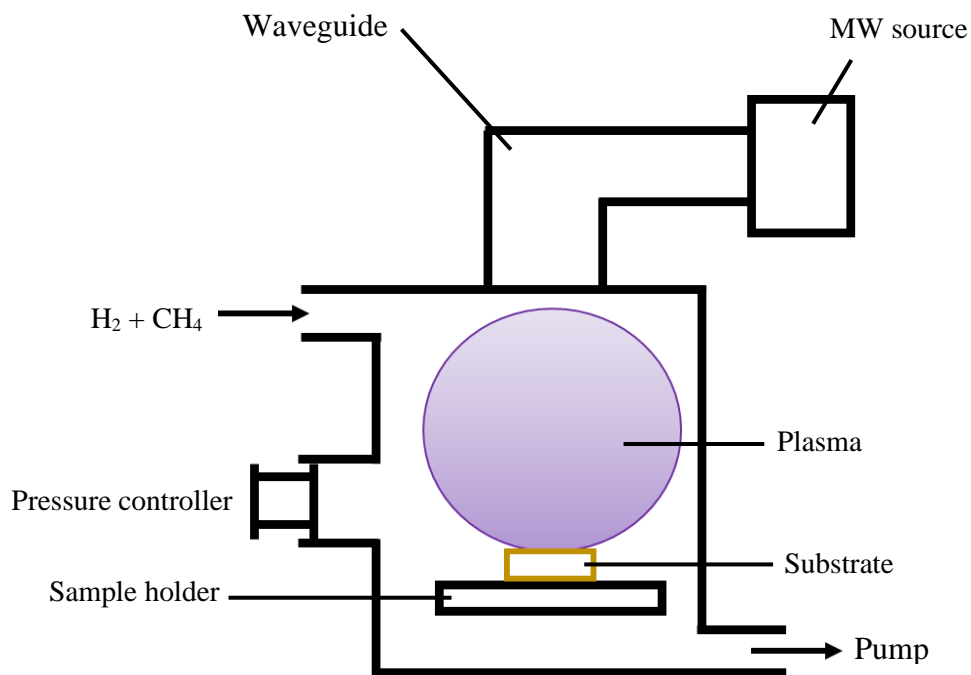 Waveguide
MW source
H₂ + CH₄
Plasma
Pressure controller
Substrate
Sample holder
Pump